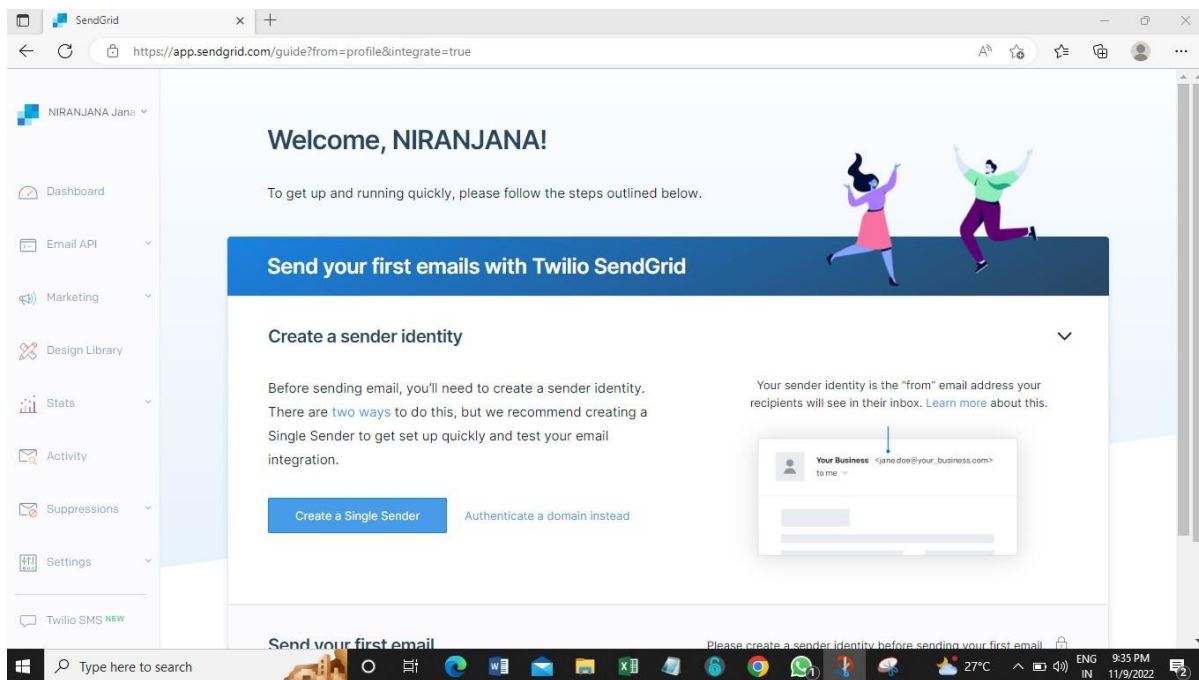 SendGrid
https://app.sendgrid.com/guide?from=profile&integrate=true
NIRANJANA Jana
Dashboard
Email API
Marketing
Design Library
Stats
Activity
Suppressions
Settings
Twilio SMS NEW
Welcome, NIRANJANA!
To get up and running quickly, please follow the steps outlined below.
Send your first emails with Twilio SendGrid
Create a sender identity
Before sending email, you'll need to create a sender identity.
There are two ways to do this, but we recommend creating a
Single Sender to get set up quickly and test your email
integration.
Create a Single Sender
Authenticate a domain instead
Your sender identity is the "from" email address your
recipients will see in their inbox. Learn more about this.
Your Business <jane.doe@your_business.com>
to me
Send your first email
Please create a sender identity before sending your first email.
Type here to search
27°C
ENG
IN
9:35 PM
11/9/2022